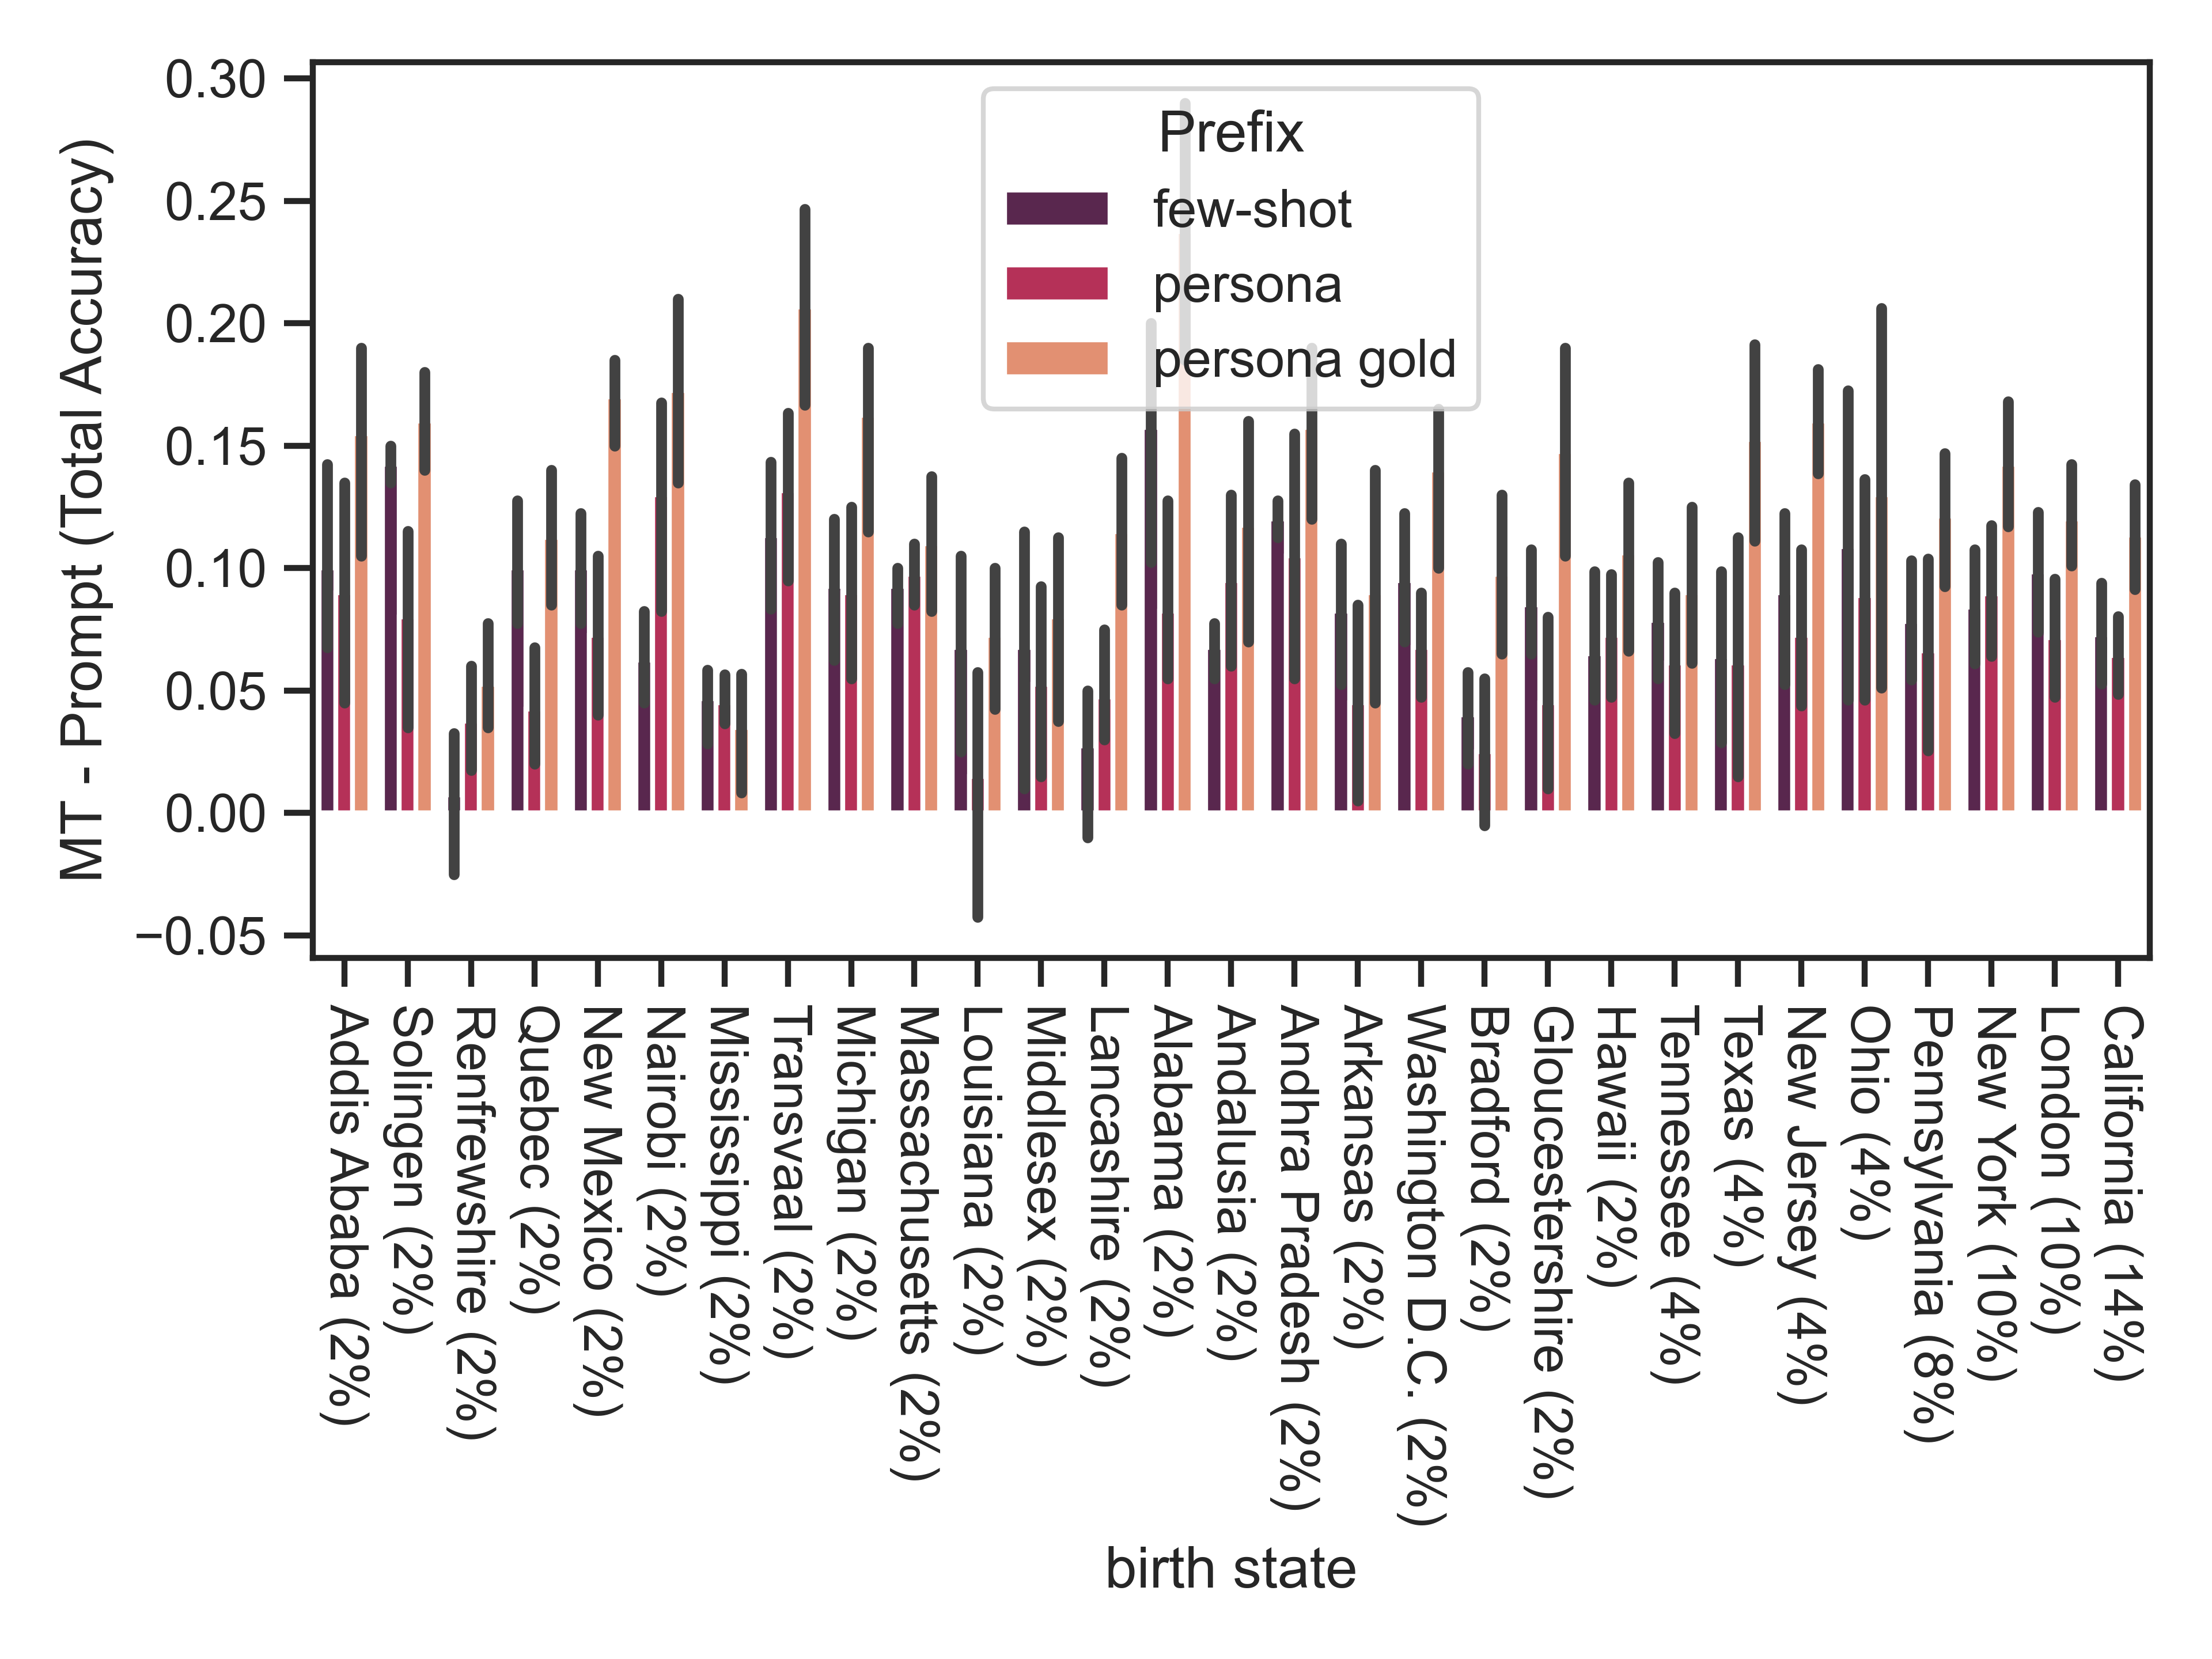 MT - Prompt (Total Accuracy)
0.30
0.25
0.20
0.15
0.10
0.05
0.00
−0.05
Prefix
few-shot
persona
persona gold
Addis Ababa (2%)
Solingen (2%)
Renfrewshire (2%)
Quebec (2%)
New Mexico (2%)
Nairobi (2%)
Mississippi (2%)
Transvaal (2%)
Michigan (2%)
Massachusetts (2%)
Louisiana (2%)
Middlesex (2%)
Lancashire (2%)
Alabama (2%)
Andalusia (2%)
Andhra Pradesh (2%)
Arkansas (2%)
Washington D.C. (2%)
Bradford (2%)
Gloucestershire (2%)
Hawaii (2%)
Tennessee (4%)
Texas (4%)
New Jersey (4%)
Ohio (4%)
Pennsylvania (8%)
New York (10%)
London (10%)
California (14%)
birth state